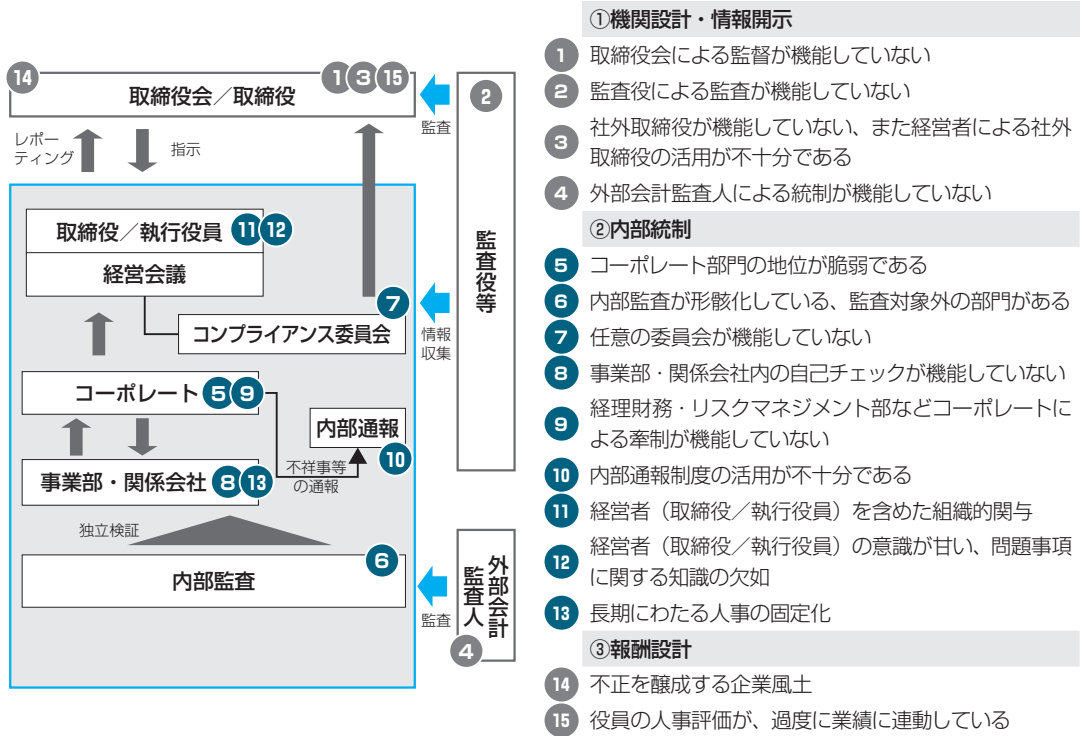 14
1 3 15
取締役会／取締役
監査
2
監査役等
レポー
ティング
指示
取締役／執行役員 11 12
経営会議
7
コンプライアンス委員会
情報
収集
コーポレート 5 9
内部通報
10
不祥事等
の通報
事業部・関係会社 8 13
独立検証
6
内部監査
監査
外部会計
監査人
4
①機関設計・情報開示
1 取締役会による監督が機能していない
2 監査役による監査が機能していない
3 社外取締役が機能していない、また経営者による社外
取締役の活用が不十分である
4 外部会計監査人による統制が機能していない
②内部統制
5 コーポレート部門の地位が脆弱である
6 内部監査が形骸化している、監査対象外の部門がある
7 任意の委員会が機能していない
8 事業部・関係会社内の自己チェックが機能していない
9 経理財務・リスクマネジメント部などコーポレートに
よる牽制が機能していない
10 内部通報制度の活用が不十分である
11 経営者（取締役／執行役員）を含めた組織的関与
12 経営者（取締役／執行役員）の意識が甘い、問題事項
に関する知識の欠如
13 長期にわたる人事の固定化
③報酬設計
14 不正を醸成する企業風土
15 役員の人事評価が、過度に業績に連動している